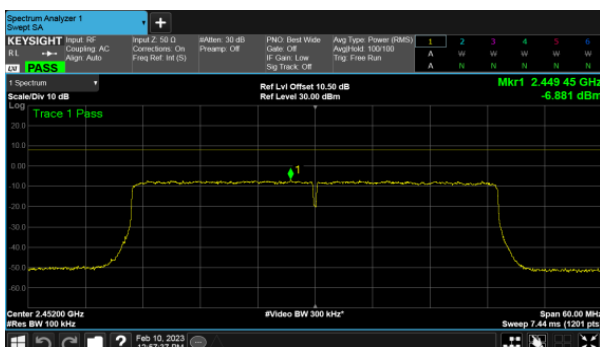 Spectrum Analyzer 1
Swept SA
+
KEYSIGHT
RL
PASS
Input: RF
Coupling: AC
Align: Auto
Input Z: 50 Ω
Corrections: On
Freq Ref: Int (S)
#Atten: 30 dB
Preamp: Off
PNO: Best Wide
Gate: Off
IF Gain: Low
Sig Track: Off
Avg Type: Power (RMS)
Avg|Hold: 100/100
Trig: Free Run
1 2 3 4 5 6
A W W W W W
A N N N N N
1 Spectrum
Scale/Div 10 dB
Ref Lvl Offset 10.50 dB
Ref Level 30.00 dBm
Mkr1 2.449 45 GHz
-6.881 dBm
Log
Trace 1 Pass
20.0
10.0
0.00
-10.0
-20.0
-30.0
-40.0
-50.0
-60.0
1
Center 2.45200 GHz
#Res BW 100 kHz
#Video BW 300 kHz*
Span 60.00 MHz
Sweep 7.44 ms (1201 pts)
?
Feb 10, 2023